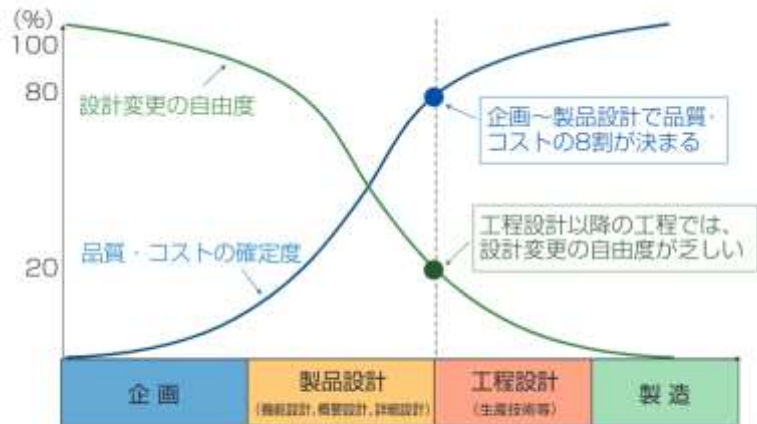 (%)
100
80
20
設計変更の自由度
品質・コストの確定度
企画～製品設計で品質・
コストの8割が決まる
工程設計以降の工程では、
設計変更の自由度が乏しい
企画
製品設計
(機能設計、概要設計、詳細設計)
工程設計
(生産技術等)
製造